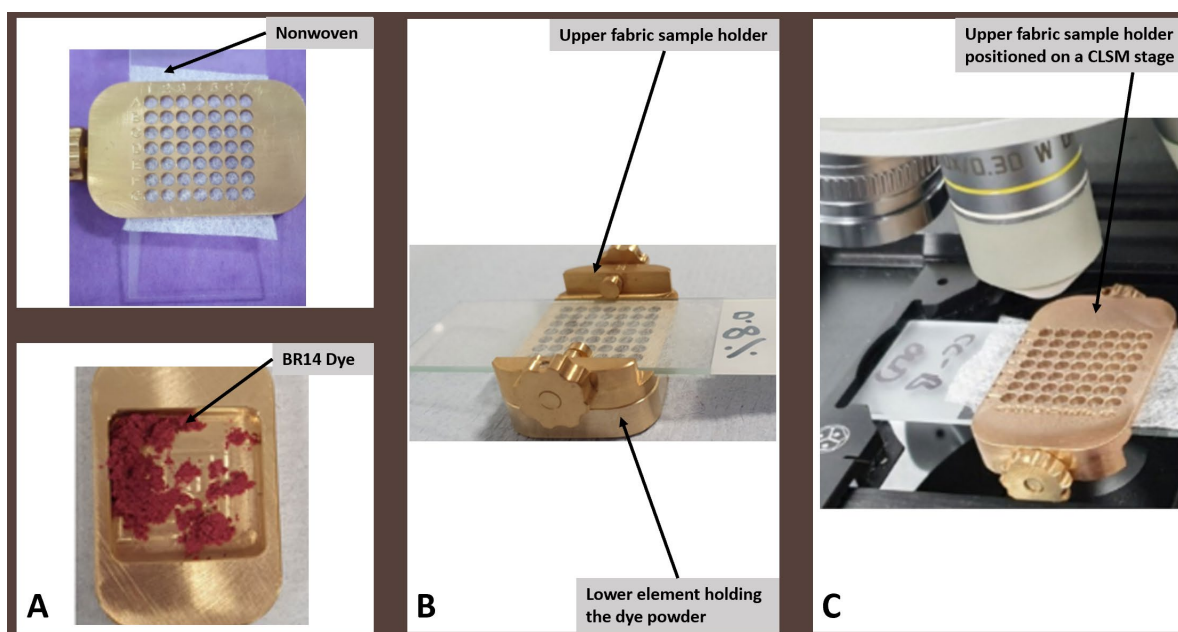 Nonwoven
BR14 Dye
A
Upper fabric sample holder
0.8%
Lower element holding
the dye powder
B
Upper fabric sample holder
positioned on a CLSM stage
x/0.30 W
C